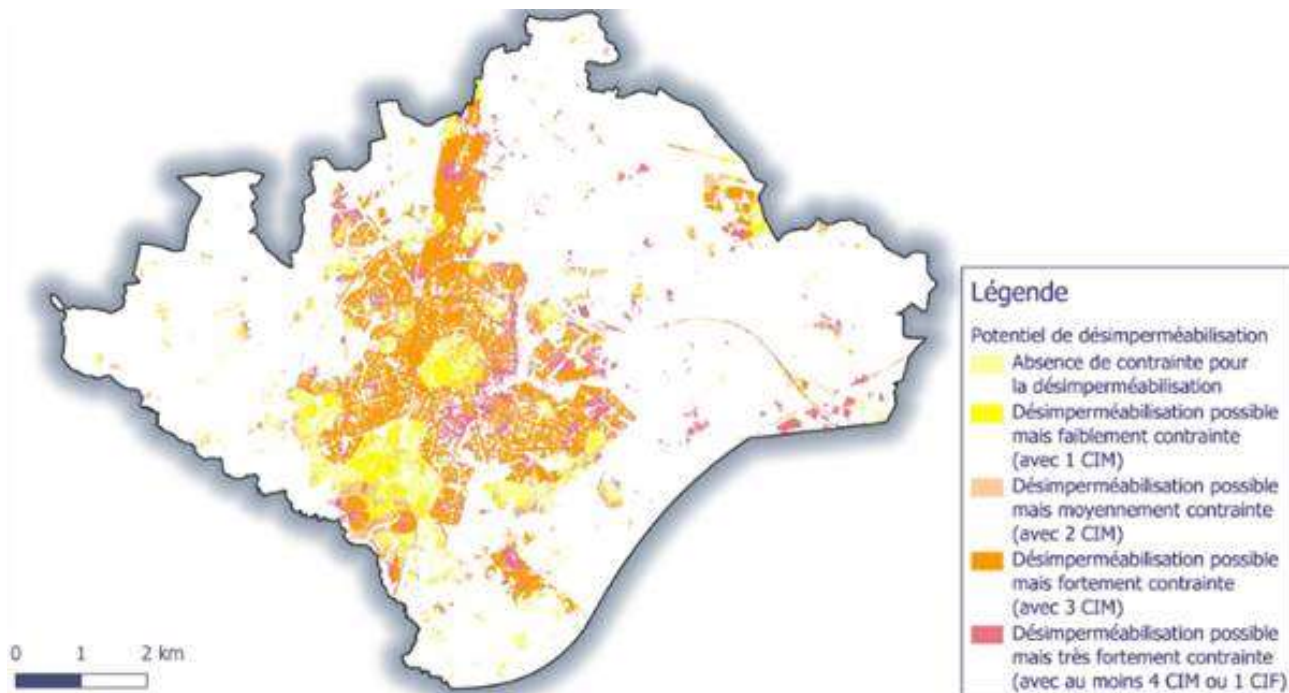 Légende
Potentiel de désimperméabilisation
Absence de contrainte pour
la désimperméabilisation
Désimperméabilisation possible
mais faiblement contrainte
(avec 1 CIM)
Désimperméabilisation possible
mais moyennement contrainte
(avec 2 CIM)
Désimperméabilisation possible
mais fortement contrainte
(avec 3 CIM)
Désimperméabilisation possible
mais très fortement contrainte
(avec au moins 4 CIM ou 1 CIF)
0 1 2 km